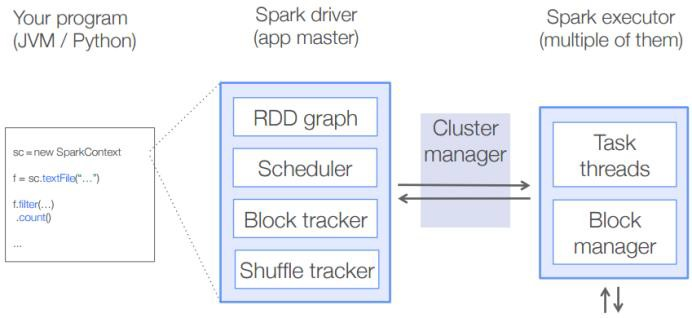 Your program
(JVM / Python)
Spark driver
(app master)
Spark executor
(multiple of them)
sc = new SparkContext
f = sc.textFile("…")
f.filter(…)
.count()
...
RDD graph
Scheduler
Block tracker
Shuffle tracker
Cluster
manager
Task
threads
Block
manager